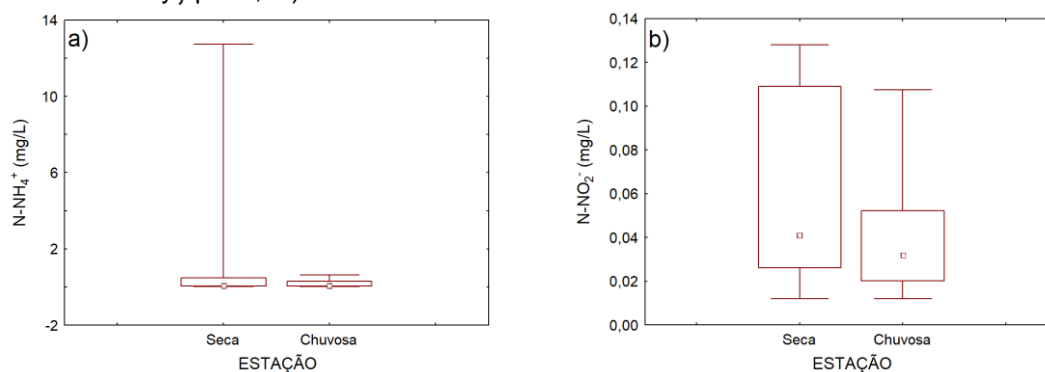 a)
14
10
6
2
-2
N-NH₄⁺ (mg/L)
Seca Chuvosa
ESTAÇÃO
b)
0,14
0,12
0,10
0,08
0,06
0,04
0,02
0,00
N-NO₂⁻ (mg/L)
Seca Chuvosa
ESTAÇÃO